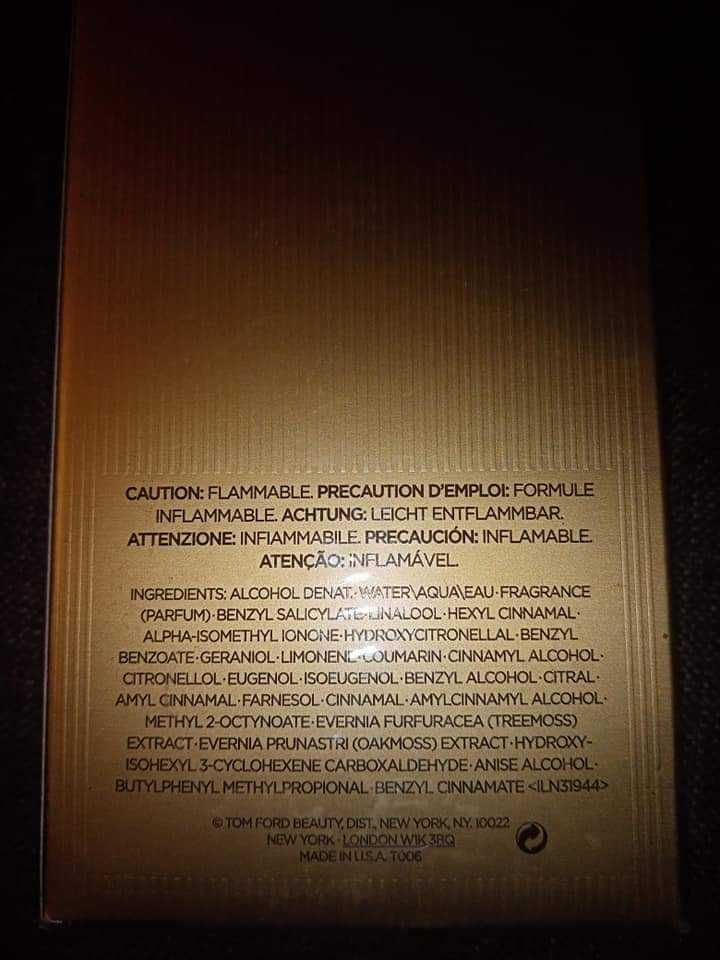 CAUTION: FLAMMABLE. PRECAUTION D'EMPLOI: FORMULE
INFLAMMABLE. ACHTUNG: LEICHT ENTFLAMMBAR.
ATTENZIONE: INFIAMMABILE. PRECAUCIÓN: INFLAMABLE.
ATENÇÃO: INFLAMÁVEL.
INGREDIENTS: ALCOHOL DENAT.·WATER\AQUA\EAU·FRAGRANCE
(PARFUM)·BENZYL SALICYLATE·LINALOOL·HEXYL CINNAMAL·
ALPHA-ISOMETHYL IONONE·HYDROXYCITRONELLAL·BENZYL
BENZOATE·GERANIOL·LIMONENE·COUMARIN·CINNAMYL ALCOHOL·
CITRONELLOL·EUGENOL·ISOEUGENOL·BENZYL ALCOHOL·CITRAL·
AMYL CINNAMAL·FARNESOL·CINNAMAL·AMYLCINNAMYL ALCOHOL·
METHYL 2-OCTYNOATE·EVERNIA FURFURACEA (TREEMOSS)
EXTRACT·EVERNIA PRUNASTRI (OAKMOSS) EXTRACT·HYDROXY-
ISOHEXYL 3-CYCLOHEXENE CARBOXALDEHYDE·ANISE ALCOHOL·
BUTYLPHENYL METHYLPROPIONAL·BENZYL CINNAMATE <ILN31944>
© TOM FORD BEAUTY, DIST., NEW YORK, N.Y. 10022
NEW YORK · LONDON W1K 3BQ
MADE IN U.S.A. T006